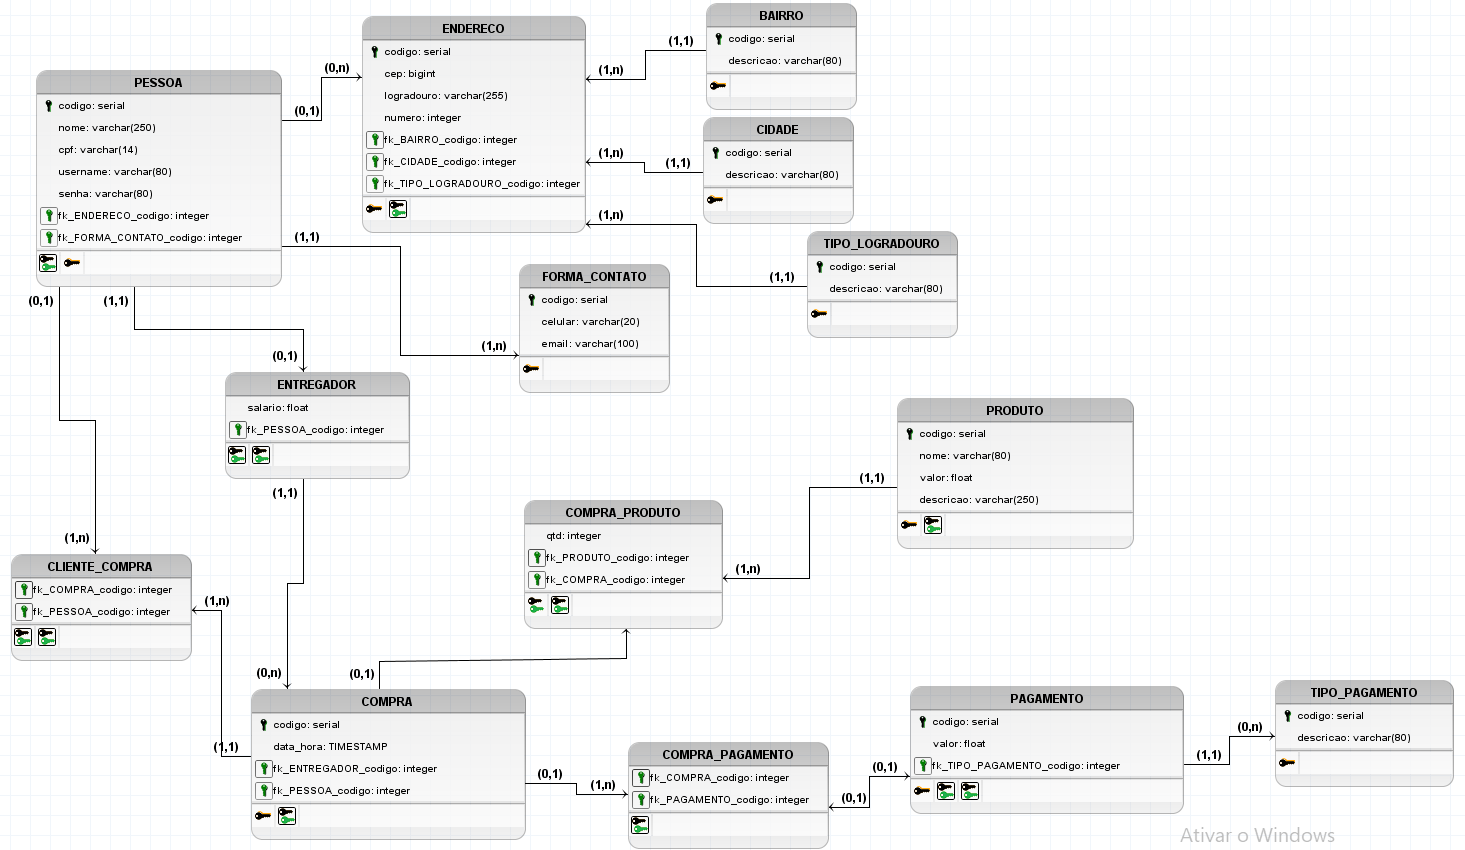 PESSOA
codigo: serial
nome: varchar(250)
cpf: varchar(14)
username: varchar(80)
senha: varchar(80)
fk_ENDERECO_codigo: integer
fk_FORMA_CONTATO_codigo: integer
(0,1)
(0,n)
(1,1)
(0,1)
(1,1)
ENDERECO
codigo: serial
cep: bigint
logradouro: varchar(255)
numero: integer
fk_BAIRRO_codigo: integer
fk_CIDADE_codigo: integer
fk_TIPO_LOGRADOURO_codigo: integer
(1,n)
(1,1)
(1,n)
(1,1)
(1,n)
(1,1)
BAIRRO
codigo: serial
descricao: varchar(80)
CIDADE
codigo: serial
descricao: varchar(80)
TIPO_LOGRADOURO
codigo: serial
descricao: varchar(80)
FORMA_CONTATO
codigo: serial
celular: varchar(20)
email: varchar(100)
(1,n)
(0,1)
ENTREGADOR
salario: float
fk_PESSOA_codigo: integer
(1,1)
PRODUTO
codigo: serial
nome: varchar(80)
valor: float
descricao: varchar(250)
(1,1)
COMPRA_PRODUTO
qtd: integer
fk_PRODUTO_codigo: integer
fk_COMPRA_codigo: integer
(1,n)
(1,n)
CLIENTE_COMPRA
fk_COMPRA_codigo: integer
fk_PESSOA_codigo: integer
(1,n)
(0,n)
(0,1)
(1,1)
COMPRA
codigo: serial
data_hora: TIMESTAMP
fk_ENTREGADOR_codigo: integer
fk_PESSOA_codigo: integer
(0,1)
(1,n)
COMPRA_PAGAMENTO
fk_COMPRA_codigo: integer
fk_PAGAMENTO_codigo: integer
(0,1)
(0,1)
PAGAMENTO
codigo: serial
valor: float
fk_TIPO_PAGAMENTO_codigo: integer
(1,1)
(0,n)
TIPO_PAGAMENTO
codigo: serial
descricao: varchar(80)
Ativar o Windows